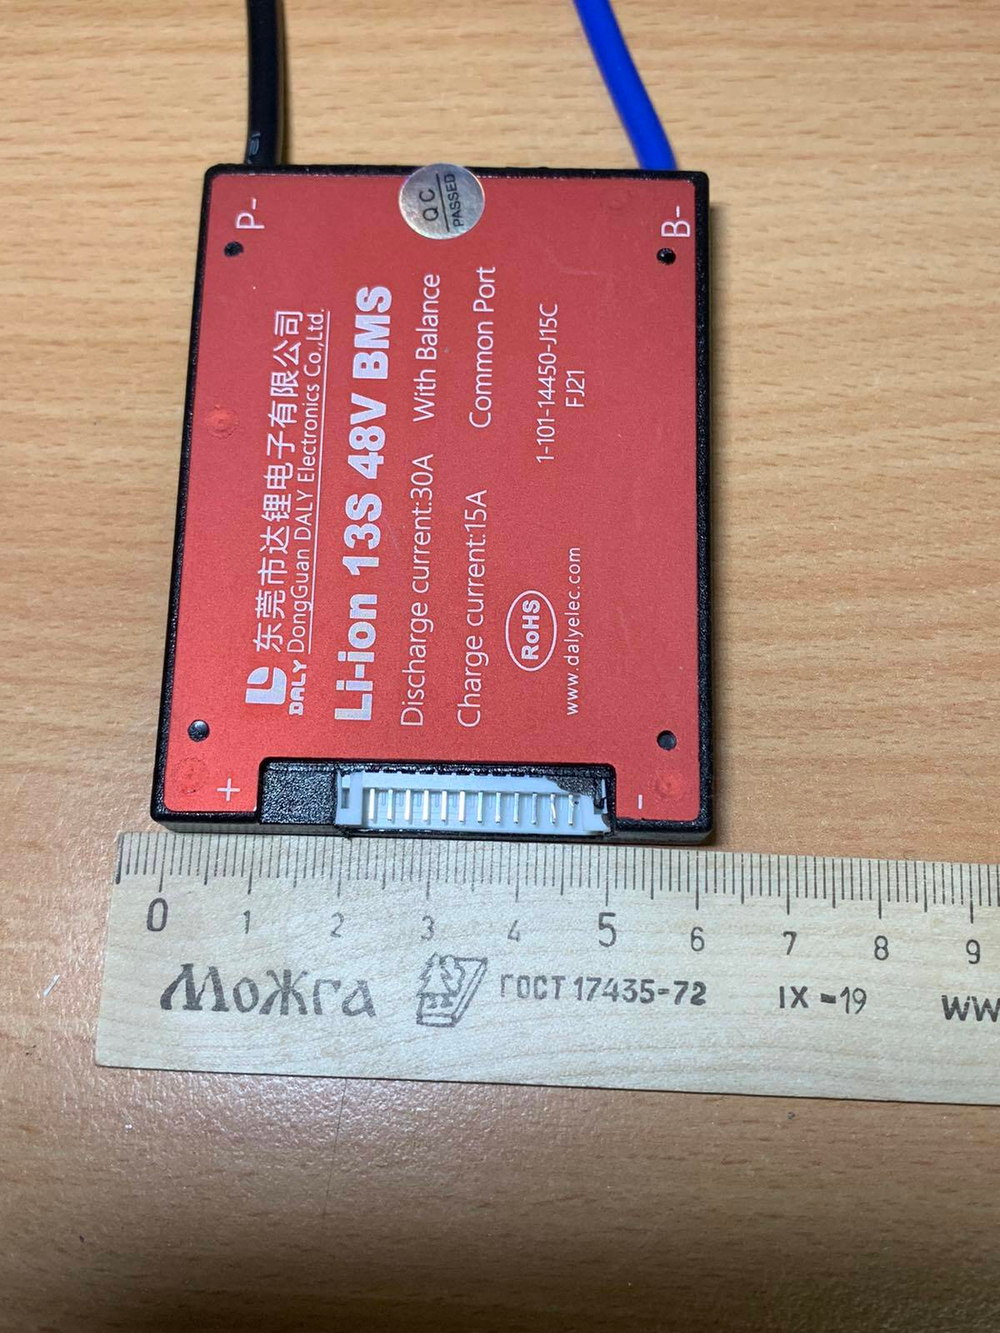 P-
QC
PASSED
B-
东莞市达锂电子有限公司
DALY DongGuan DALY Electronics Co.,Ltd.
Li-ion 13S 48V BMS
Discharge current:30A With Balance
Charge current:15A Common Port
RoHS
1-101-14450-J15C
FJ21
www.dalyelec.com
+
-
0 1 2 3 4 5 6 7 8 9
Можга
ГОСТ 17435-72 IX-19 ww